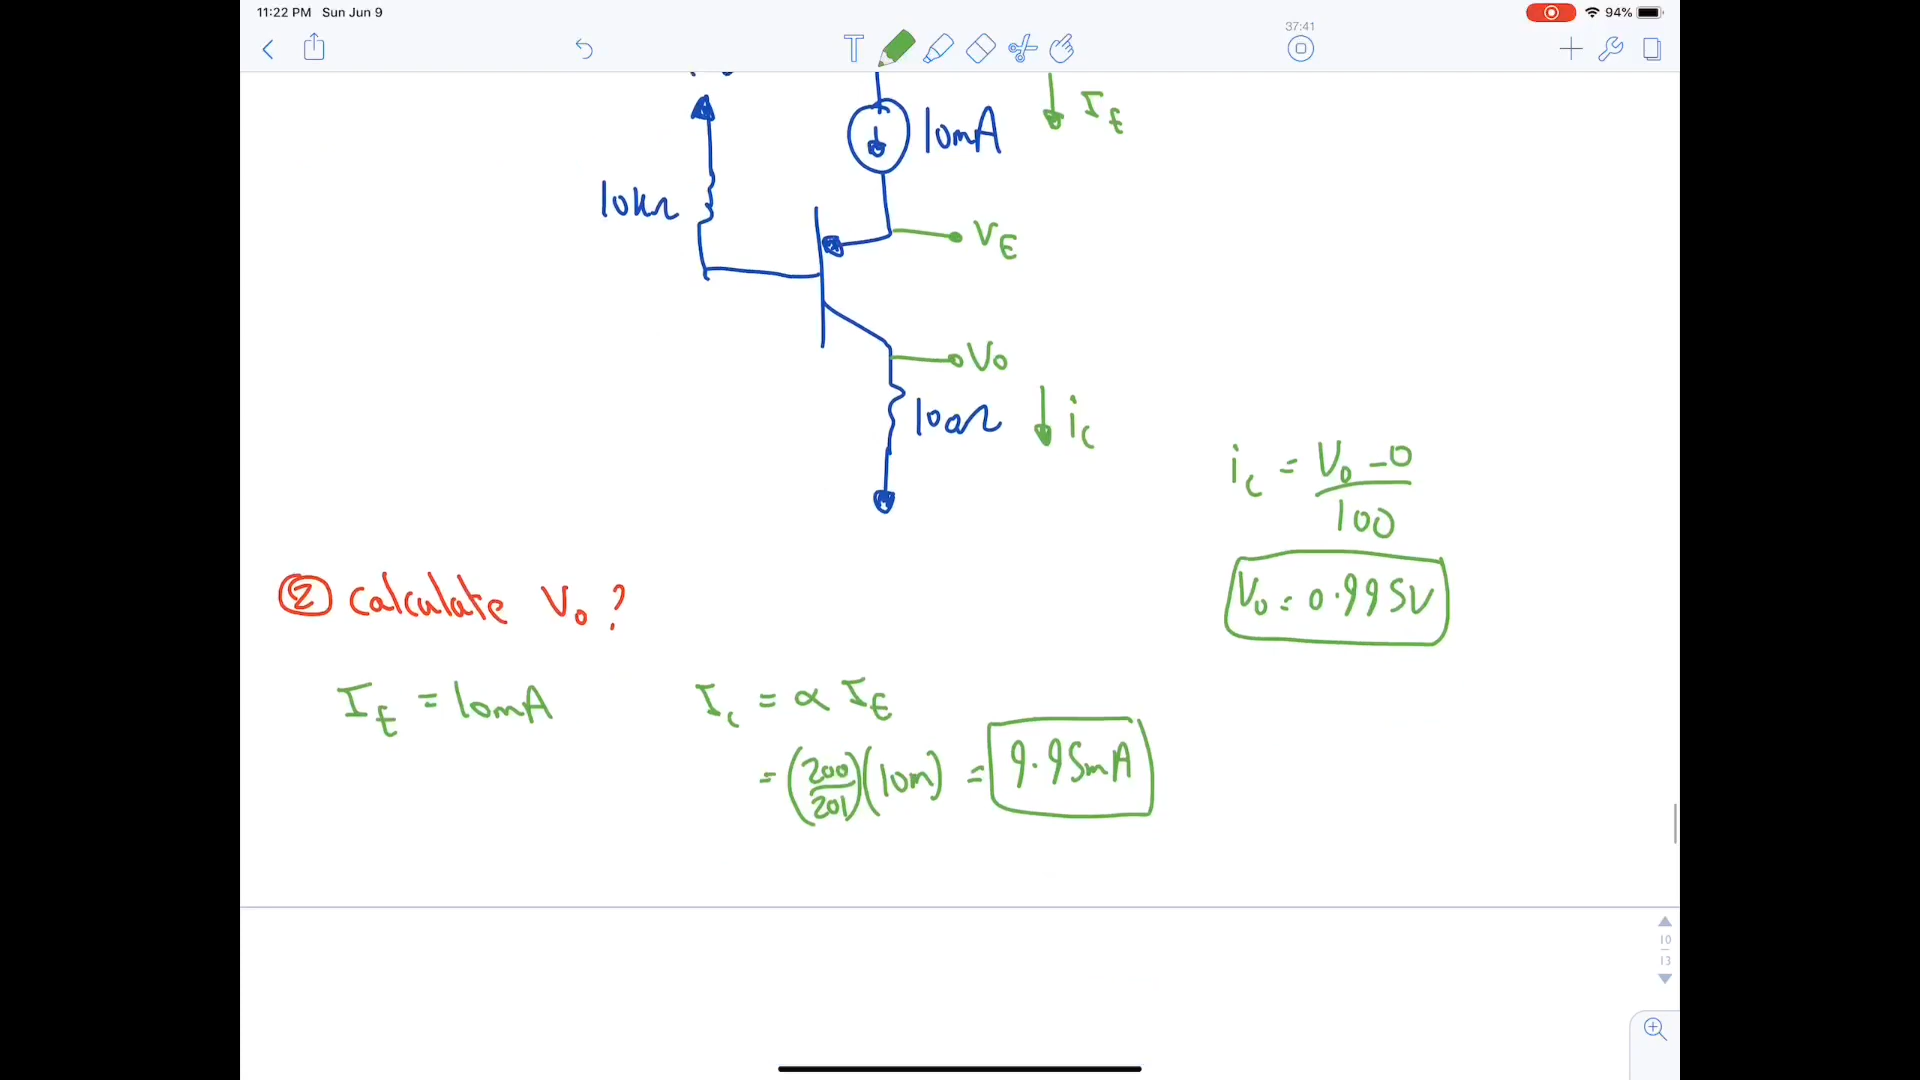 11:22 PM Sun Jun 9
94%
37:41
T
10mA
I_E
10kΩ
V_E
Vo
100Ω
i_c
i_c = V_o - 0
100
V_o = 0.995V
② calculate V_o ?
I_E = 10mA
I_c = α I_E
= (200/201)(10m) = 9.95mA
10
13